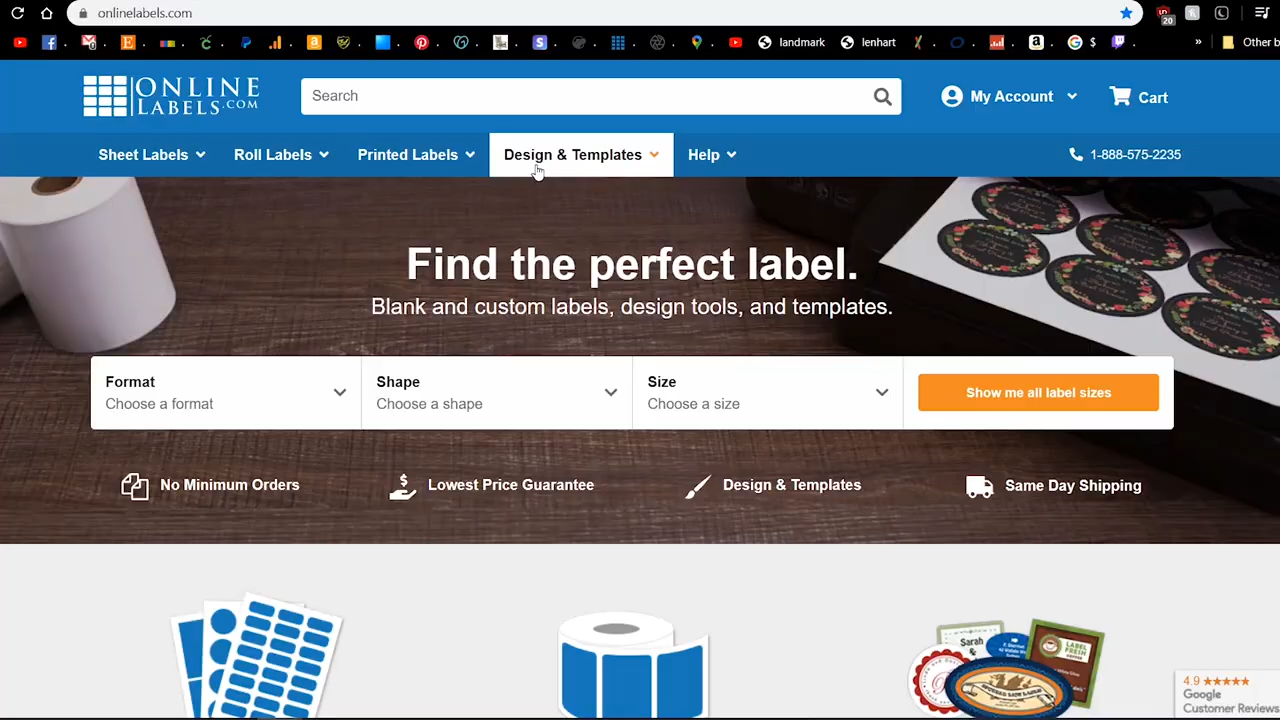 onlinelabels.com
20
landmark
lenhart
$
»
Other b
ONLINE
LABELS.COM
Search
My Account
Cart
Sheet Labels
Roll Labels
Printed Labels
Design & Templates
Help
1-888-575-2235
Find the perfect label.
Blank and custom labels, design tools, and templates.
Format
Choose a format
Shape
Choose a shape
Size
Choose a size
Show me all label sizes
No Minimum Orders
Lowest Price Guarantee
Design & Templates
Same Day Shipping
Sarah
&
LABEL FRESH
4.9 ★★★★★
Google
Customer Reviews